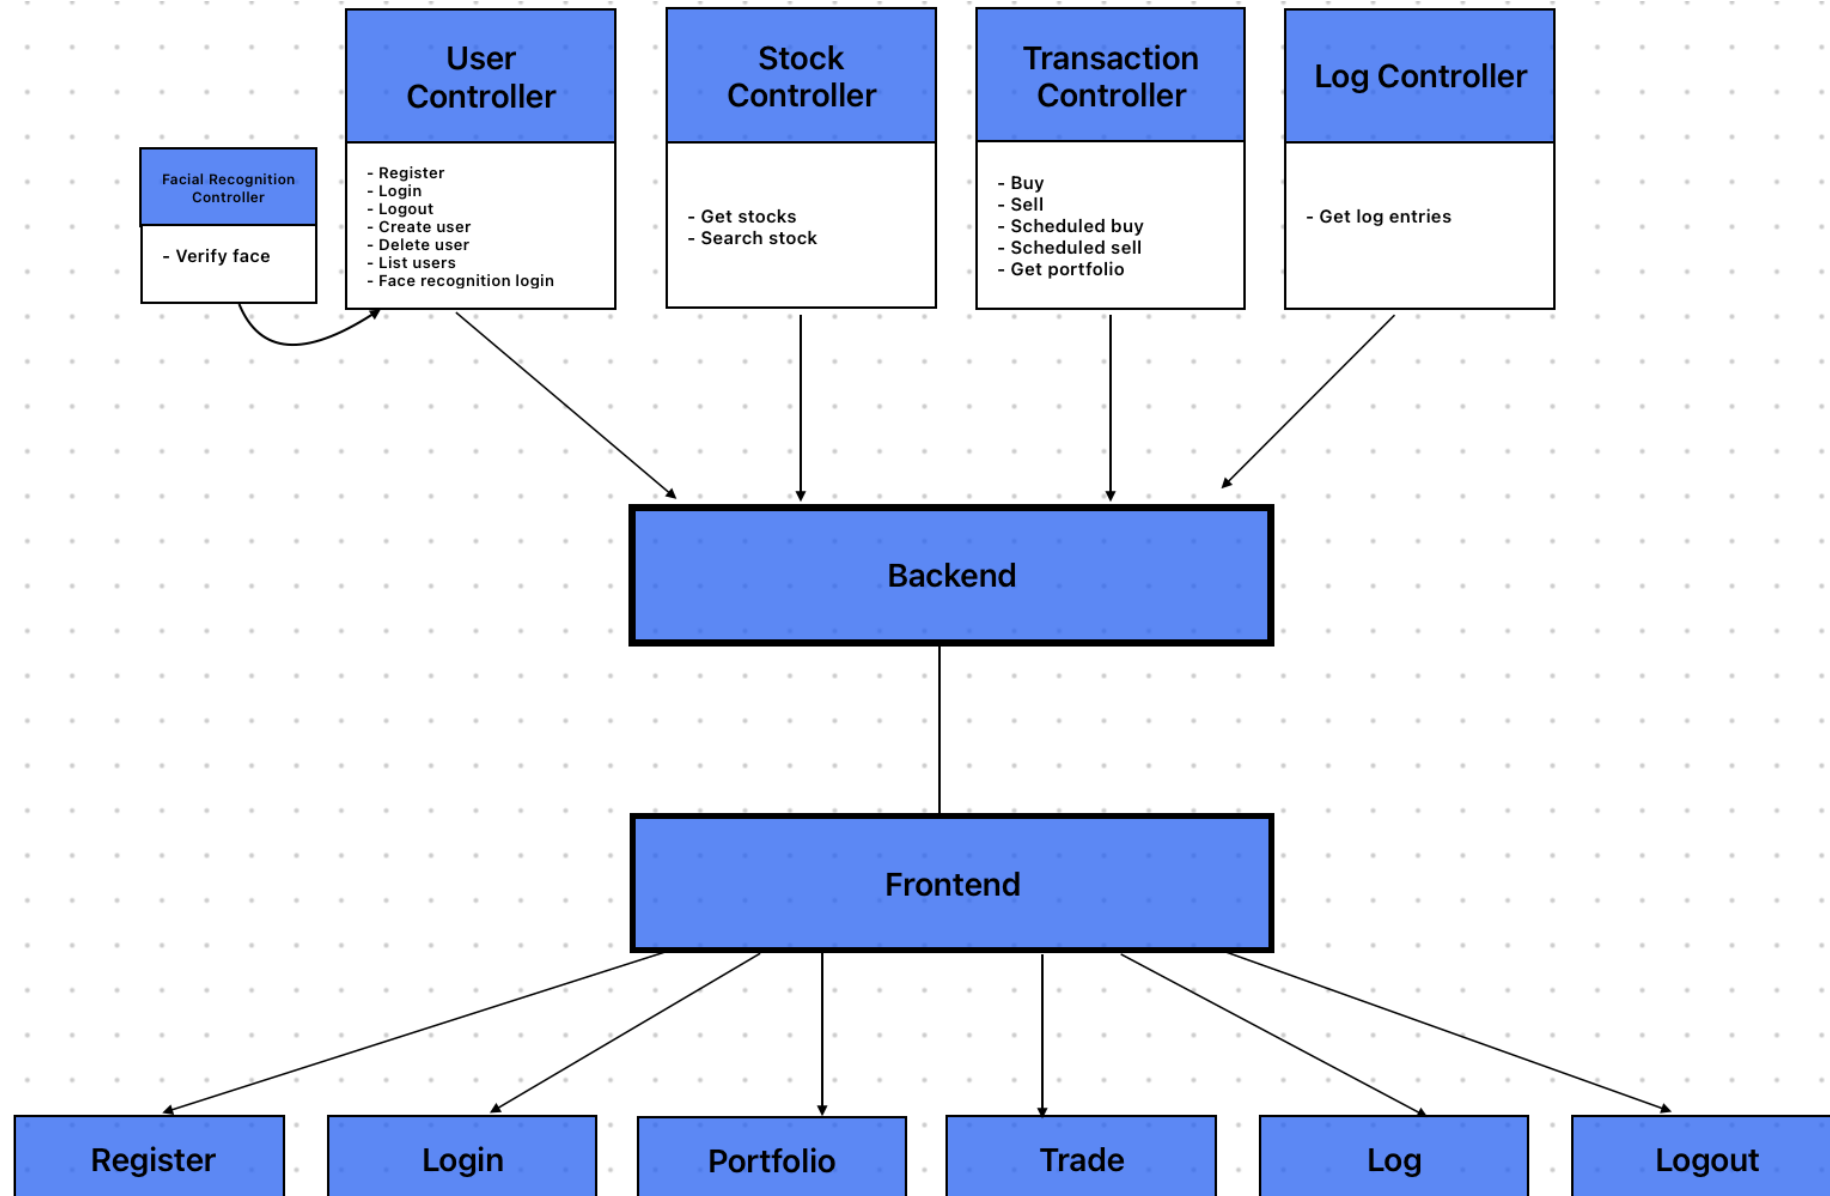 User
Controller
Stock
Controller
Transaction
Controller
Log Controller
Facial Recognition
Controller
- Verify face
- Register
- Login
- Logout
- Create user
- Delete user
- List users
- Face recognition login
- Get stocks
- Search stock
- Buy
- Sell
- Scheduled buy
- Scheduled sell
- Get portfolio
- Get log entries
Backend
Frontend
Register
Login
Portfolio
Trade
Log
Logout